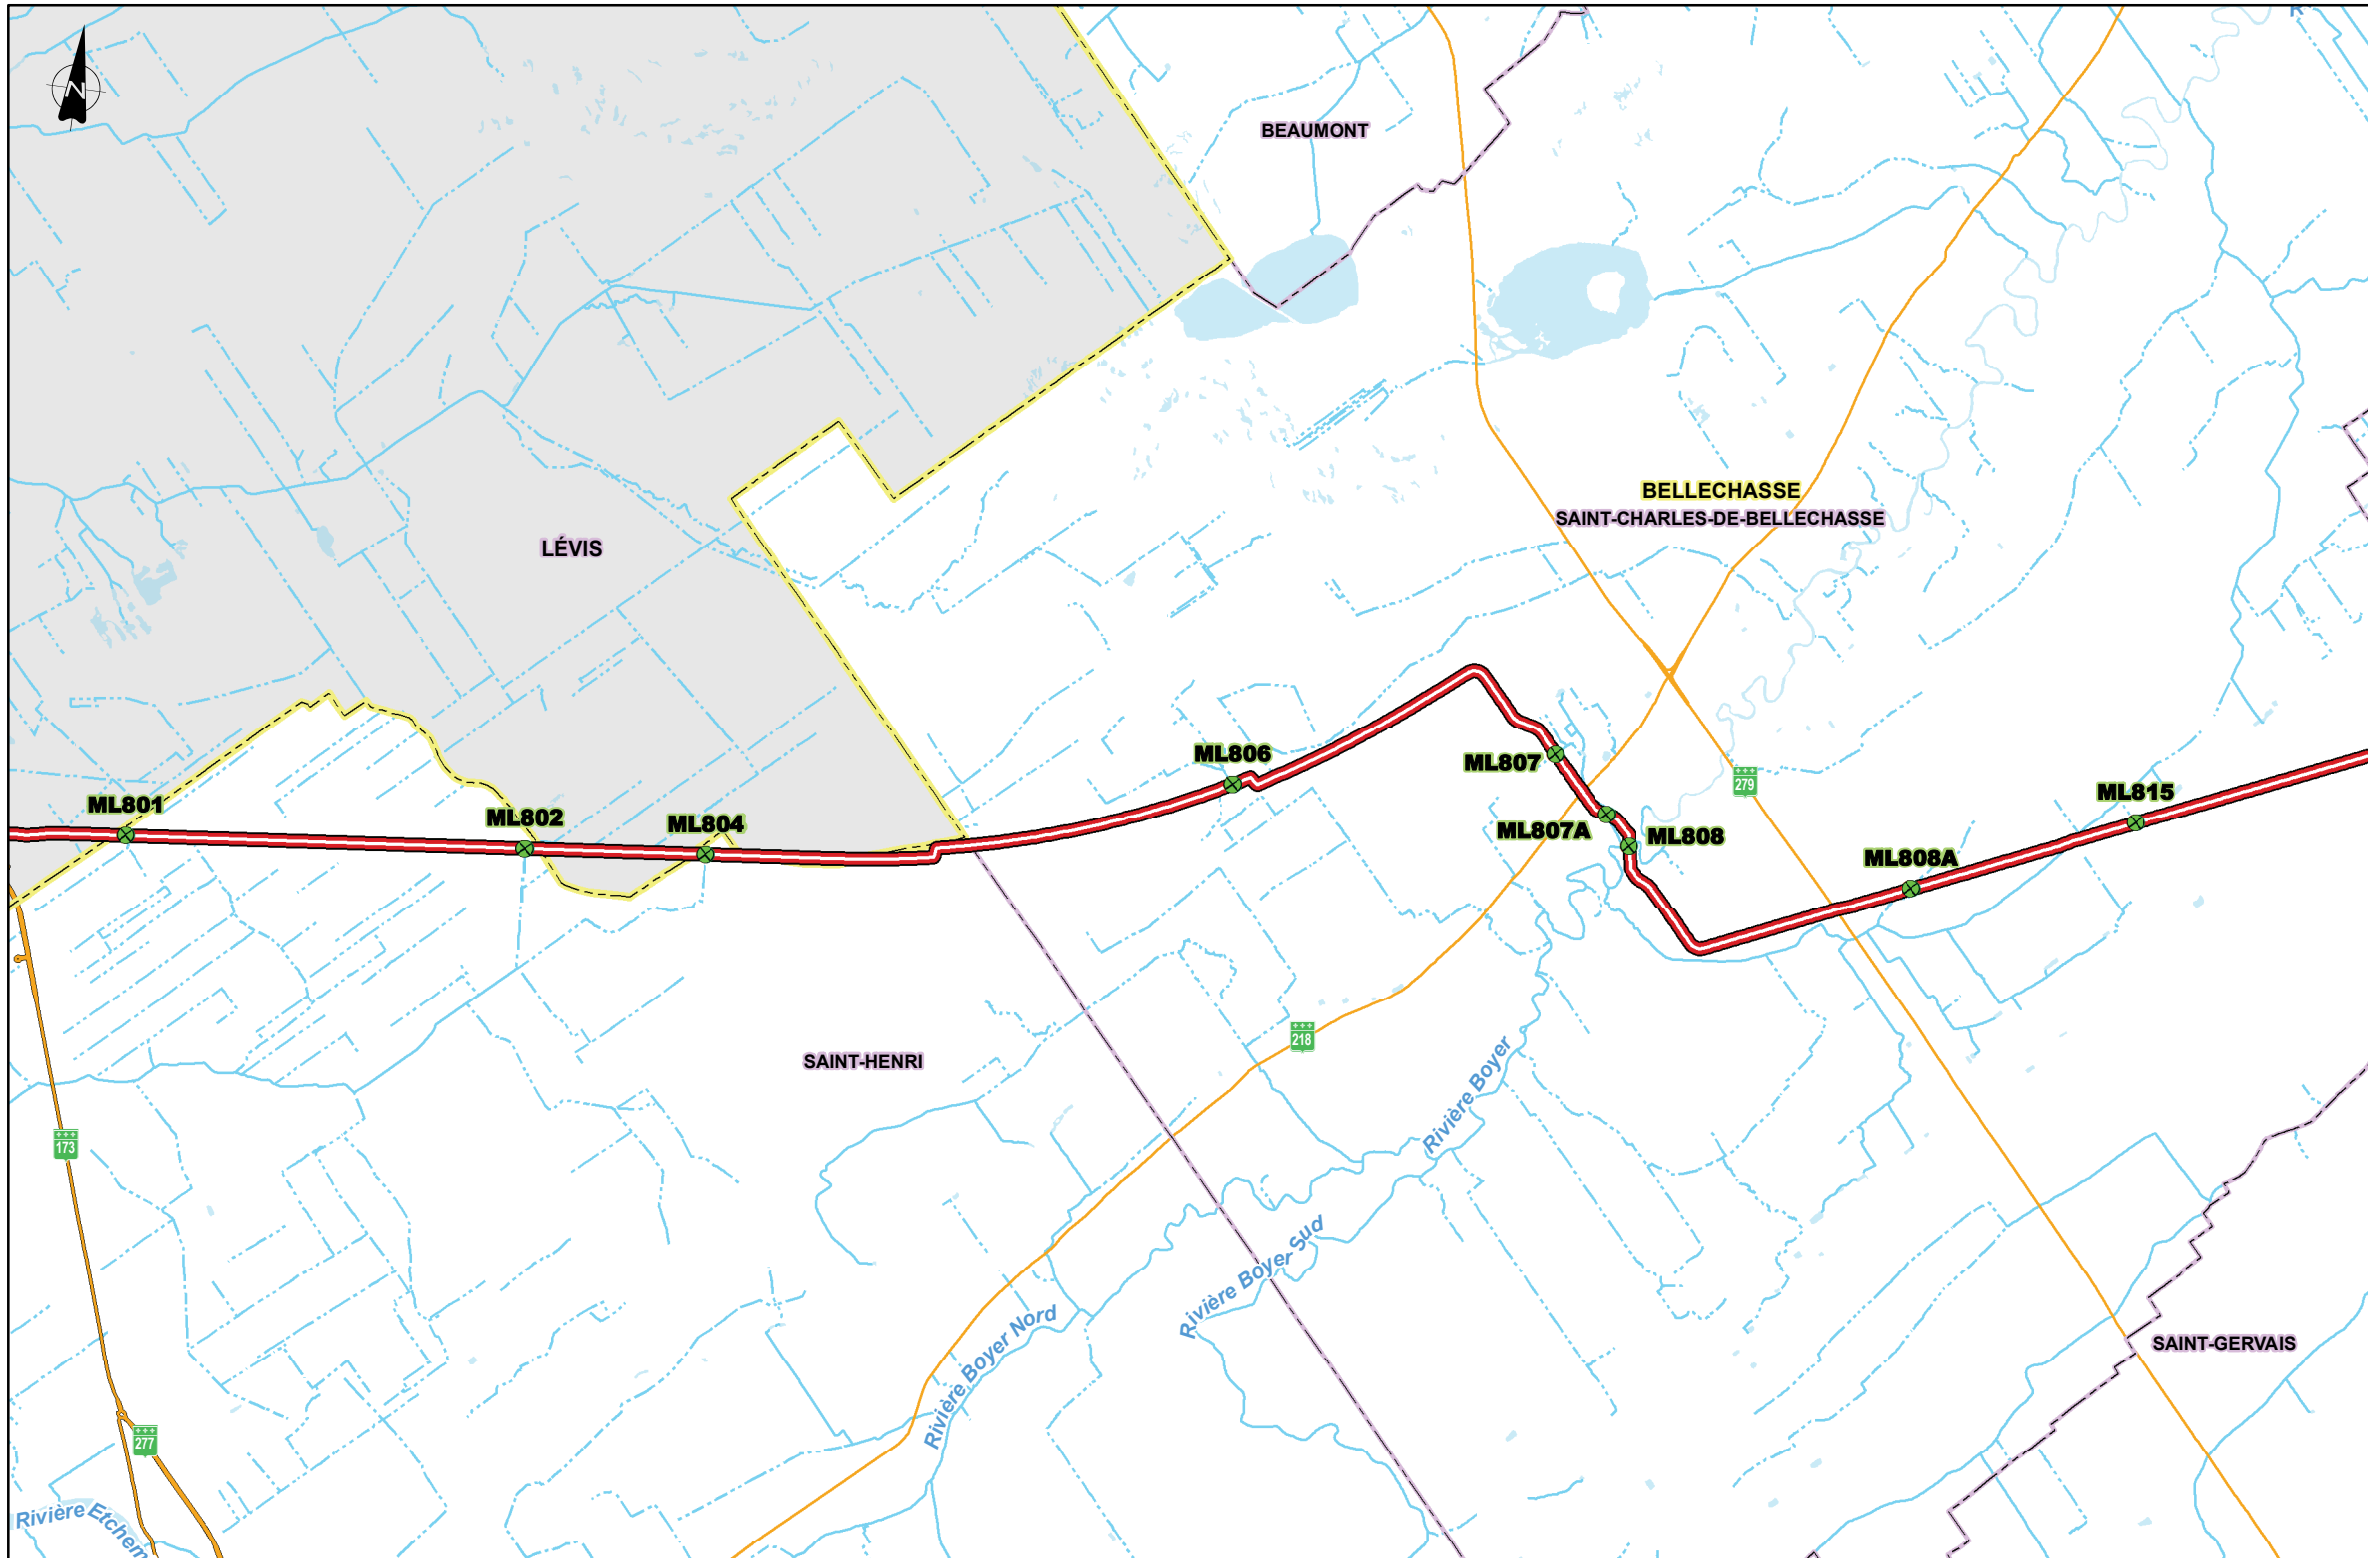 N
R
BEAUMONT
BELLECHASSE
SAINT-CHARLES-DE-BELLECHASSE
LÉVIS
ML806
ML807
279
ML801
ML802
ML804
ML807A
ML808
ML815
ML808A
218
SAINT-HENRI
Rivière Boyer
173
Rivière Boyer Sud
Rivière Boyer Nord
SAINT-GERVAIS
277
Rivière Etchem